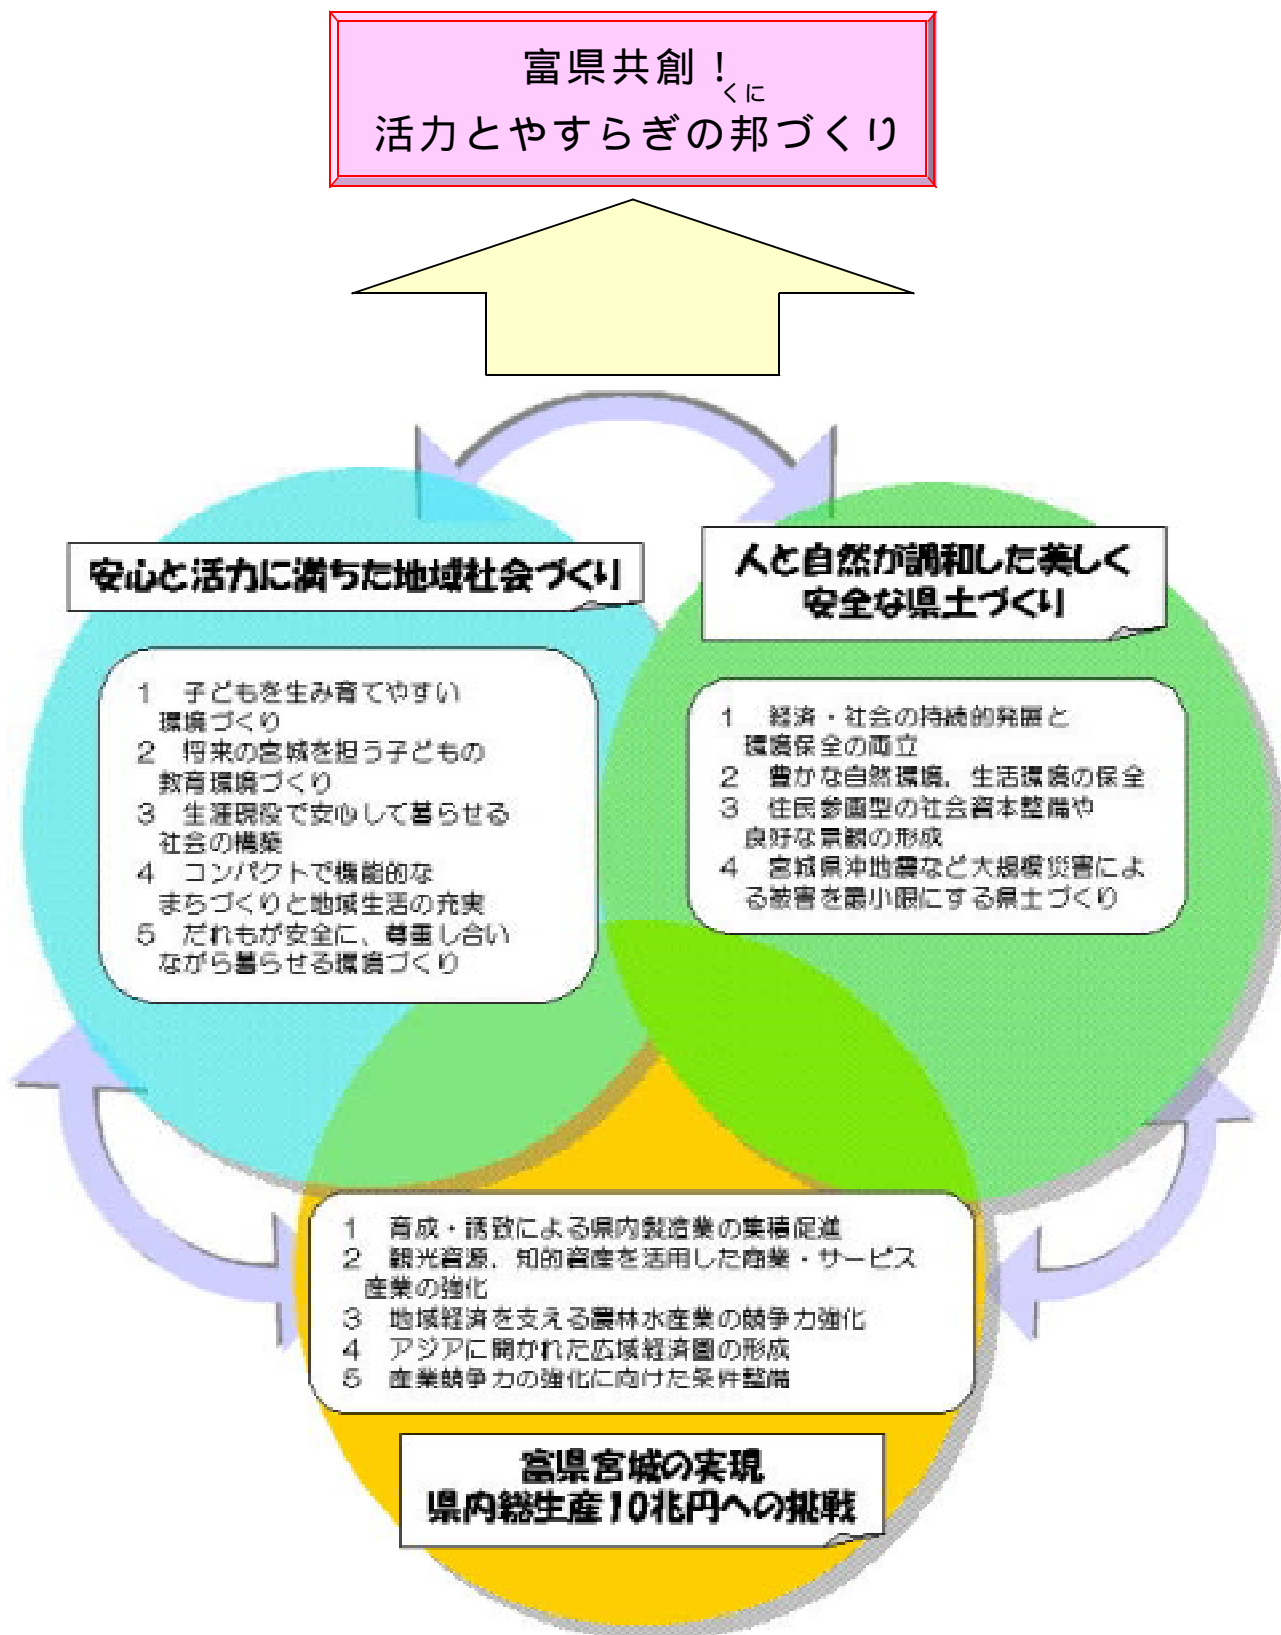 富県共創！
くに
活力とやすらぎの邦づくり
安心と活力に満ちた地域社会づくり
1 子どもを生み育てやすい
環境づくり
2 将来の宮城を担う子どもの
教育環境づくり
3 生涯現役で安心して暮らせる
社会の構築
4 コンパクトで機能的な
まちづくりと地域生活の充実
5 だれもが安全に、尊重し合い
ながら暮らせる環境づくり
人と自然が調和した美しく
安全な県土づくり
1 経済・社会の持続的発展と
環境保全の両立
2 豊かな自然環境，生活環境の保全
3 住民参画型の社会資本整備や
良好な景観の形成
4 宮城県沖地震など大規模災害によ
る被害を最小限にする県土づくり
1 育成・誘致による県内製造業の集積促進
2 観光資源，知的資産を活用した商業・サービス
産業の強化
3 地域経済を支える農林水産業の競争力強化
4 アジアに開かれた広域経済圏の形成
5 産業競争力の強化に向けた条件整備
富県宮城の実現
県内総生産10兆円への挑戦